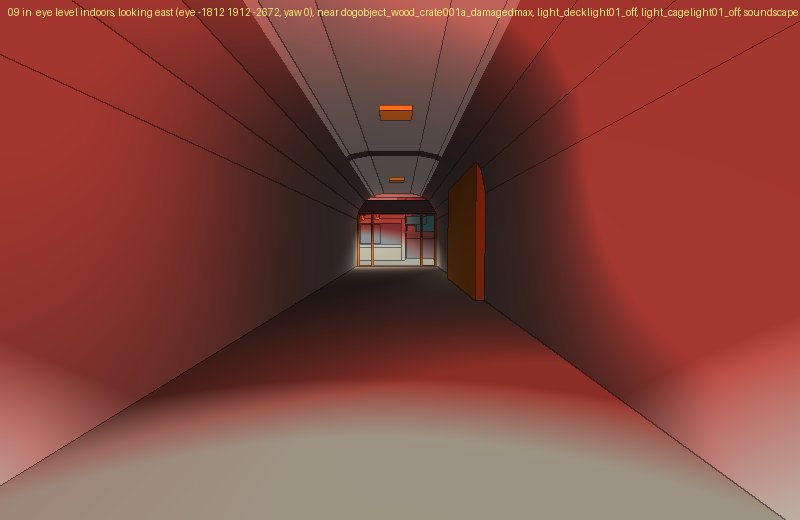 09 in eye level indoors, looking east (eye -1812 1912 -2672, yaw 0), near dogobject_wood_crate001a_damagedmax, light_decklight01_off, light_cagelight01_off, soundscape